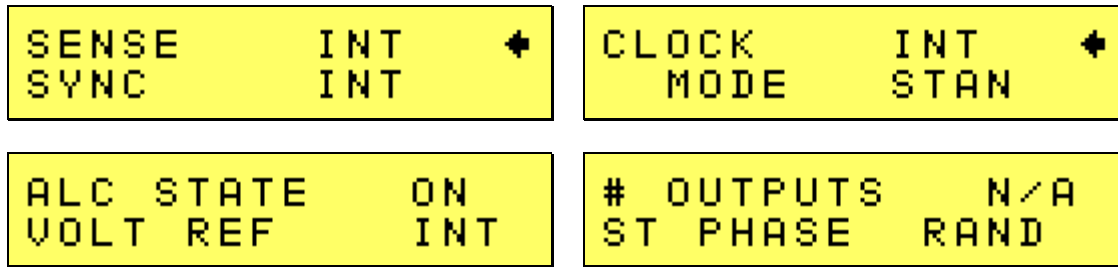 SENSE INT ←
SYNC INT
CLOCK INT ←
MODE STAN
ALC STATE ON
VOLT REF INT
# OUTPUTS N/A
ST PHASE RAND